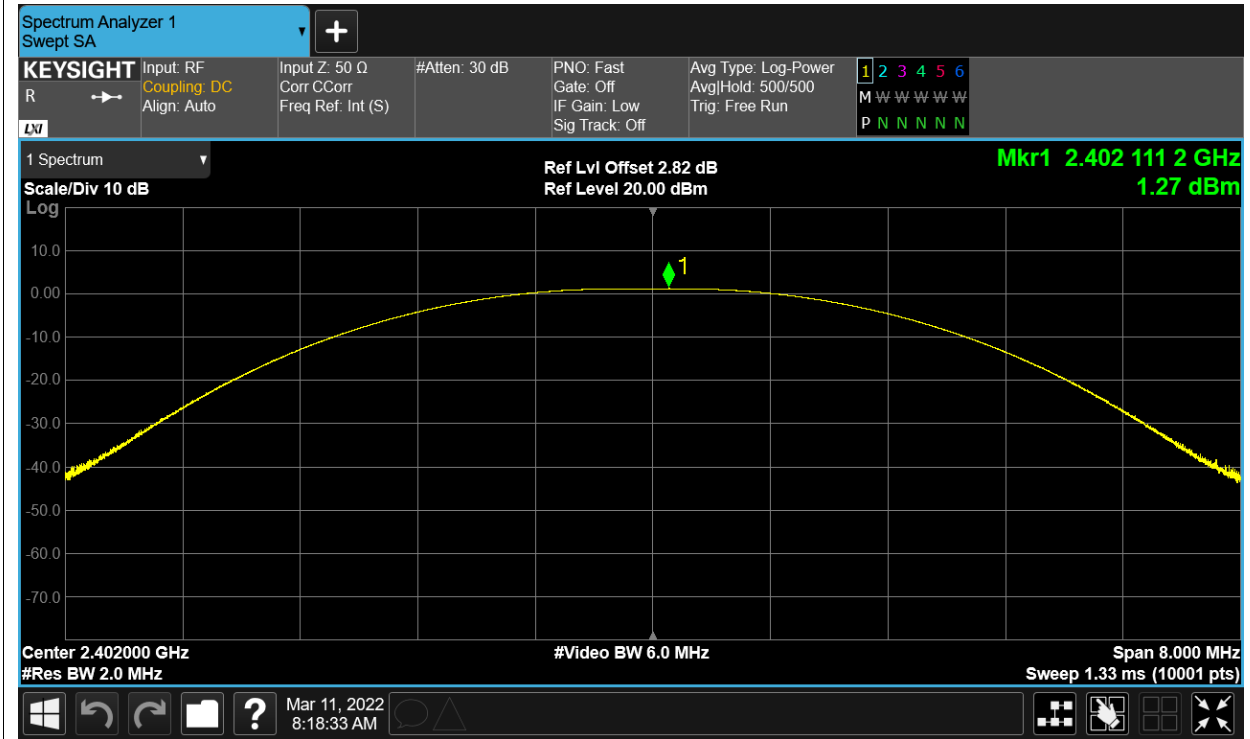 Spectrum Analyzer 1
Swept SA
KEYSIGHT
R
LXI
Input: RF
Coupling: DC
Align: Auto
Input Z: 50 Ω
Corr CCorr
Freq Ref: Int (S)
#Atten: 30 dB
PNO: Fast
Gate: Off
IF Gain: Low
Sig Track: Off
Avg Type: Log-Power
Avg|Hold: 500/500
Trig: Free Run
1 2 3 4 5 6
M W W W W W
P N N N N N
1 Spectrum
Scale/Div 10 dB
Log
Ref Lvl Offset 2.82 dB
Ref Level 20.00 dBm
Mkr1 2.402 111 2 GHz
1.27 dBm
10.0
1
0.00
-10.0
-20.0
-30.0
-40.0
-50.0
-60.0
-70.0
Center 2.402000 GHz
#Res BW 2.0 MHz
#Video BW 6.0 MHz
Span 8.000 MHz
Sweep 1.33 ms (10001 pts)
?
Mar 11, 2022
8:18:33 AM